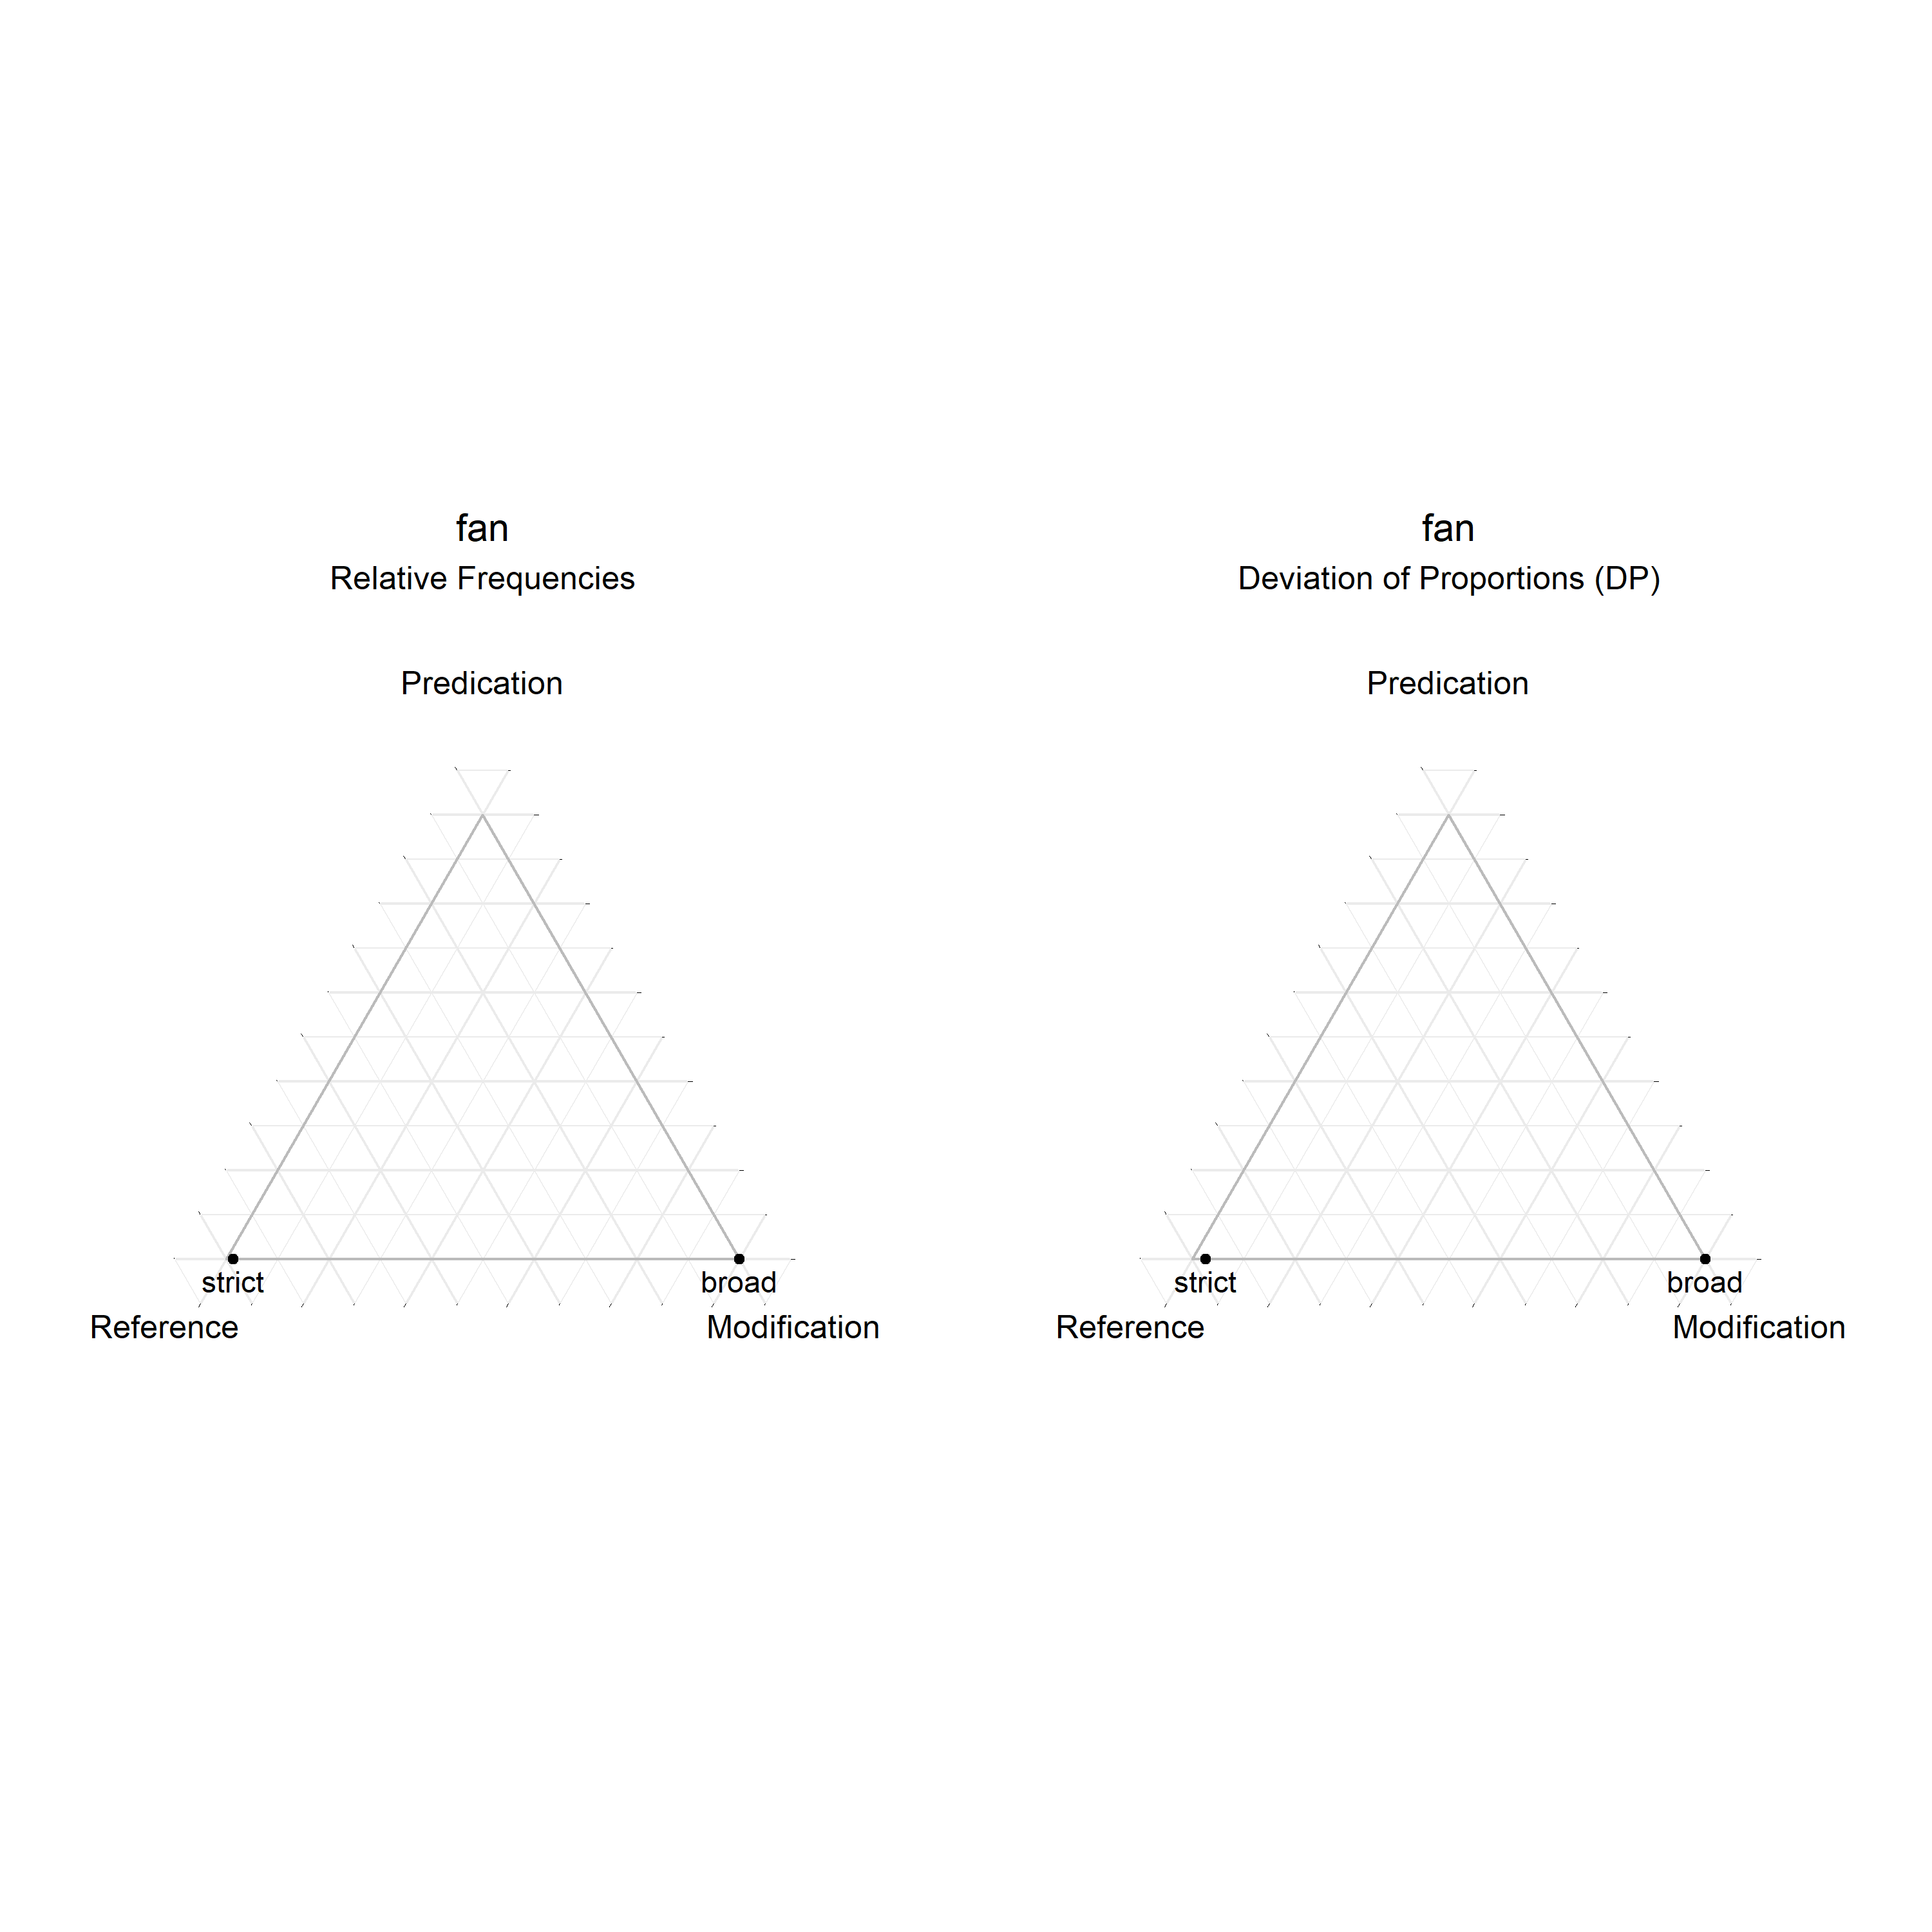 fan
Relative Frequencies
Predication
strict
broad
Reference
Modification
fan
Deviation of Proportions (DP)
Predication
strict
broad
Reference
Modification